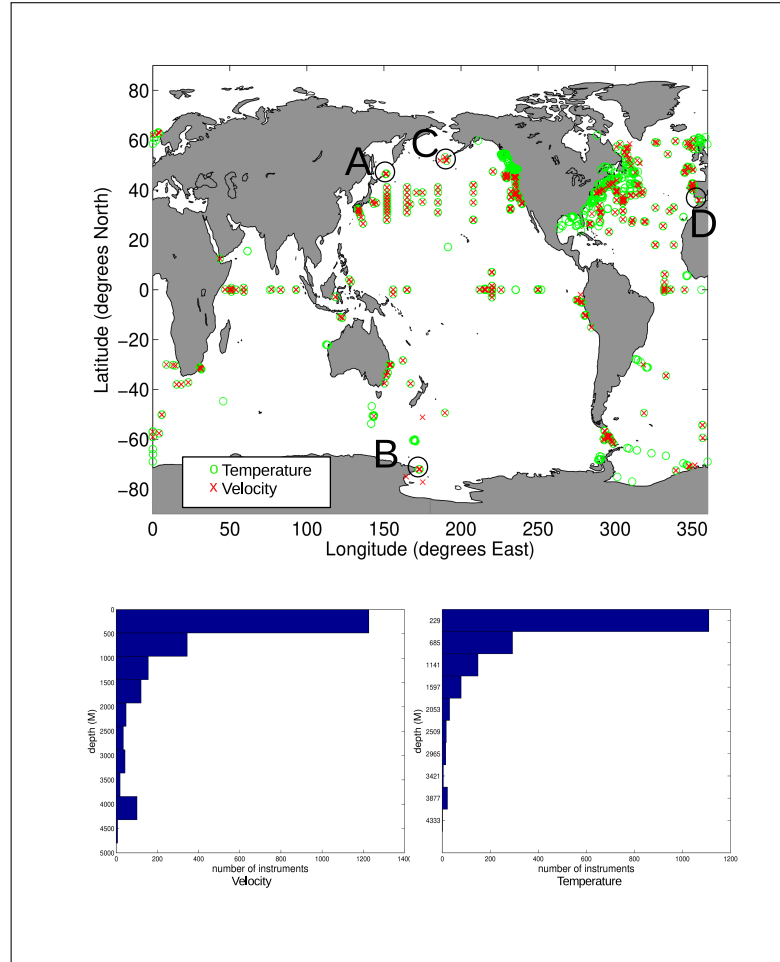 80
60
40
20
0
−20
−40
−60
−80
Latitude (degrees North)
A
C
D
B
Temperature
Velocity
0 50 100 150 200 250 300 350
Longitude (degrees East)
0
500
1000
1500
2000
2500
3000
3500
4000
4500
5000
depth (M)
0 200 400 600 800 1000 1200 1400
number of instruments
Velocity
229
685
1141
1597
2053
2509
2965
3421
3877
4333
depth (M)
0 200 400 600 800 1000 1200
number of instruments
Temperature